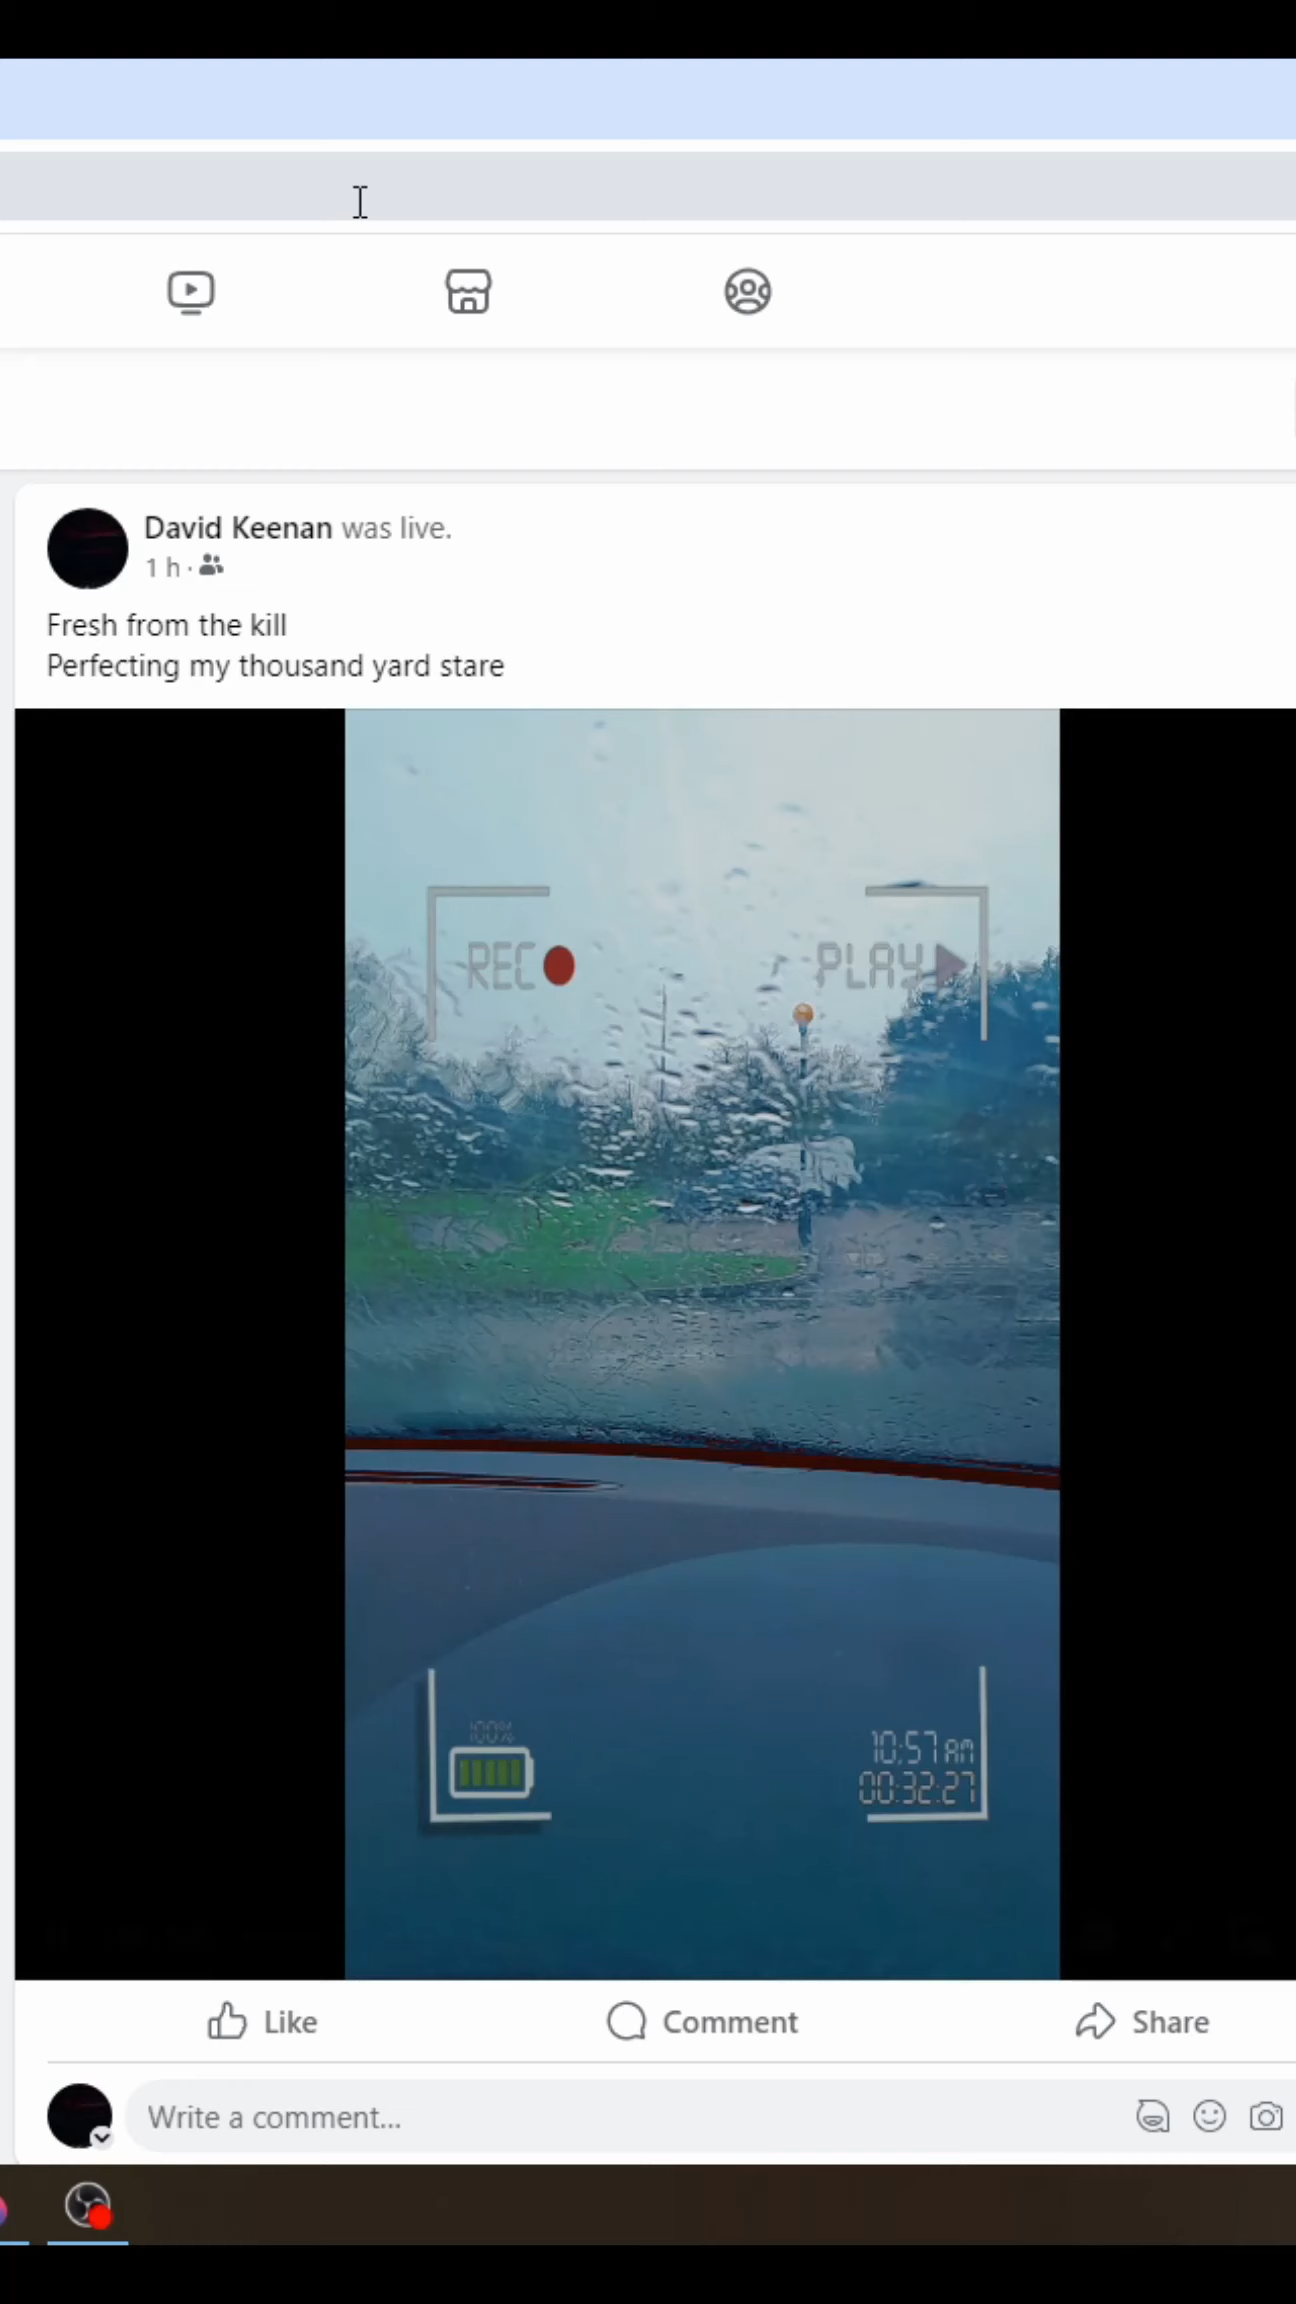 David Keenan was live.
1 h ·
Fresh from the kill
Perfecting my thousand yard stare
REC PLAY
100%
10:57 AM
00:32:27
Like Comment Share
Write a comment...